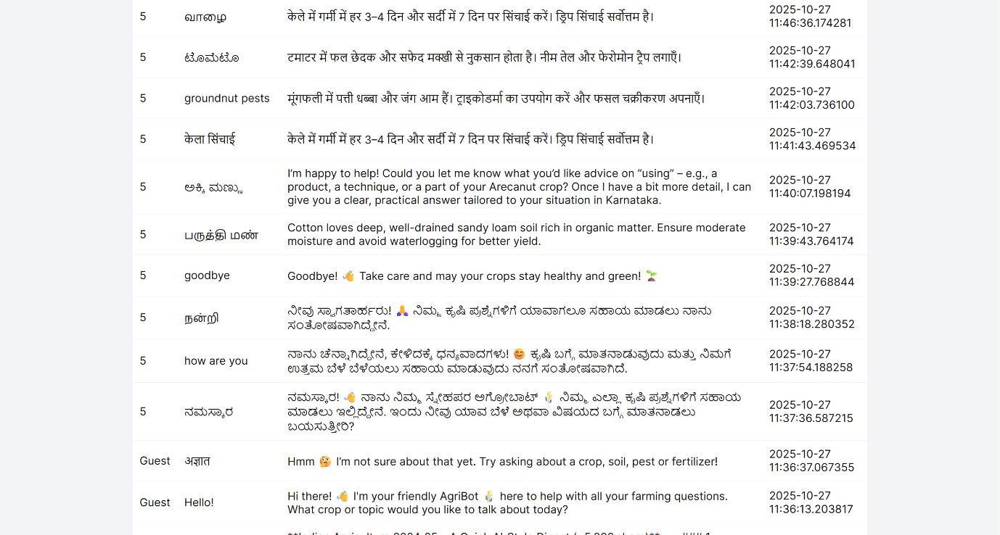 5 வாழை केले में गर्मी में हर 3–4 दिन और सर्दी में 7 दिन पर सिंचाई करें। ड्रिप सिंचाई सर्वोत्तम है। 2025-10-27
11:46:36.174281
5 ಟೊಮೆಟೊ टमाटर में फल छेदक और सफेद मक्खी से नुकसान होता है। नीम तेल और फेरोमोन ट्रैप लगाएँ। 2025-10-27
11:42:39.648041
5 groundnut pests मूंगफली में पत्ती धब्बा और जंग आम हैं। ट्राइकोडर्मा का उपयोग करें और फसल चक्रीकरण अपनाएँ। 2025-10-27
11:42:03.736100
5 केला सिंचाई केले में गर्मी में हर 3–4 दिन और सर्दी में 7 दिन पर सिंचाई करें। ड्रिप सिंचाई सर्वोत्तम है। 2025-10-27
11:41:43.469534
5 ಅಕ್ಕಿ ಮಣ್ಣು I’m happy to help! Could you let me know what you’d like advice on “using” – e.g., a
product, a technique, or a part of your Arecanut crop? Once I have a bit more detail, I can
give you a clear, practical answer tailored to your situation in Karnataka.
2025-10-27
11:40:07.198194
5 பருத்தி மண் Cotton loves deep, well-drained sandy loam soil rich in organic matter. Ensure moderate
moisture and avoid waterlogging for better yield.
2025-10-27
11:39:43.764174
5 goodbye Goodbye! 👋 Take care and may your crops stay healthy and green! 🌱 2025-10-27
11:39:27.768844
5 நன்றி ನೀವು ಸ್ವಾಗತಾರ್ಹರು! 🙏 ನಿಮ್ಮ ಕೃಷಿ ಪ್ರಶ್ನೆಗಳಿಗೆ ಯಾವಾಗಲೂ ಸಹಾಯ ಮಾಡಲು ನಾನು
ಸಂತೋಷವಾಗಿದ್ದೇನೆ.
2025-10-27
11:38:18.280352
5 how are you ನಾನು ಚೆನ್ನಾಗಿದ್ದೇನೆ, ಕೇಳಿದಕ್ಕೆ ಧನ್ಯವಾದಗಳು! 😊 ಕೃಷಿ ಬಗ್ಗೆ ಮಾತನಾಡುವುದು ಮತ್ತು ನಿಮಗೆ
ಉತ್ತಮ ಬೆಳೆ ಬೆಳೆಯಲು ಸಹಾಯ ಮಾಡುವುದು ನನಗೆ ಸಂತೋಷವಾಗಿದೆ.
2025-10-27
11:37:54.188258
5 ನಮಸ್ಕಾರ ನಮಸ್ಕಾರ! 👋 ನಾನು ನಿಮ್ಮ ಸ್ನೇಹಪರ ಅಗ್ರೋಬಾಟ್ 🌾 ನಿಮ್ಮ ಎಲ್ಲಾ ಕೃಷಿ ಪ್ರಶ್ನೆಗಳಿಗೆ ಸಹಾಯ
ಮಾಡಲು ಇಲ್ಲಿದ್ದೇನೆ. ಇಂದು ನೀವು ಯಾವ ಬೆಳೆ ಅಥವಾ ವಿಷಯದ ಬಗ್ಗೆ ಮಾತನಾಡಲು
ಬಯಸುತ್ತೀರಿ?
2025-10-27
11:37:36.587215
Guest अज्ञात Hmm 🤔 I’m not sure about that yet. Try asking about a crop, soil, pest or fertilizer! 2025-10-27
11:36:37.067355
Guest Hello! Hi there! 👋 I'm your friendly AgriBot 🌾 here to help with all your farming questions.
What crop or topic would you like to talk about today?
2025-10-27
11:36:13.203817